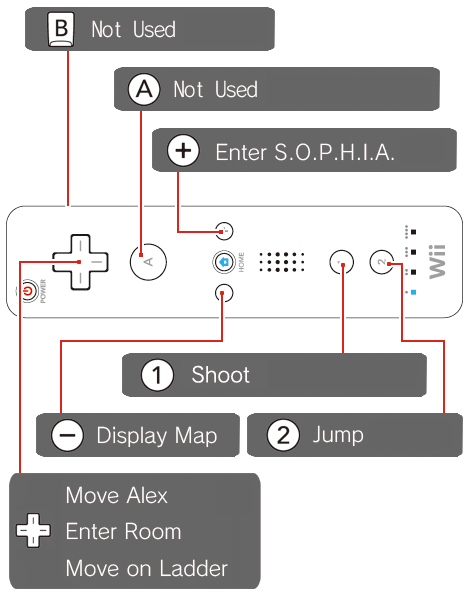 B Not Used
A Not Used
+ Enter S.O.P.H.I.A.
A
HOME
POWER
1
2
Wii
1 Shoot
− Display Map
2 Jump
Move Alex
Enter Room
Move on Ladder